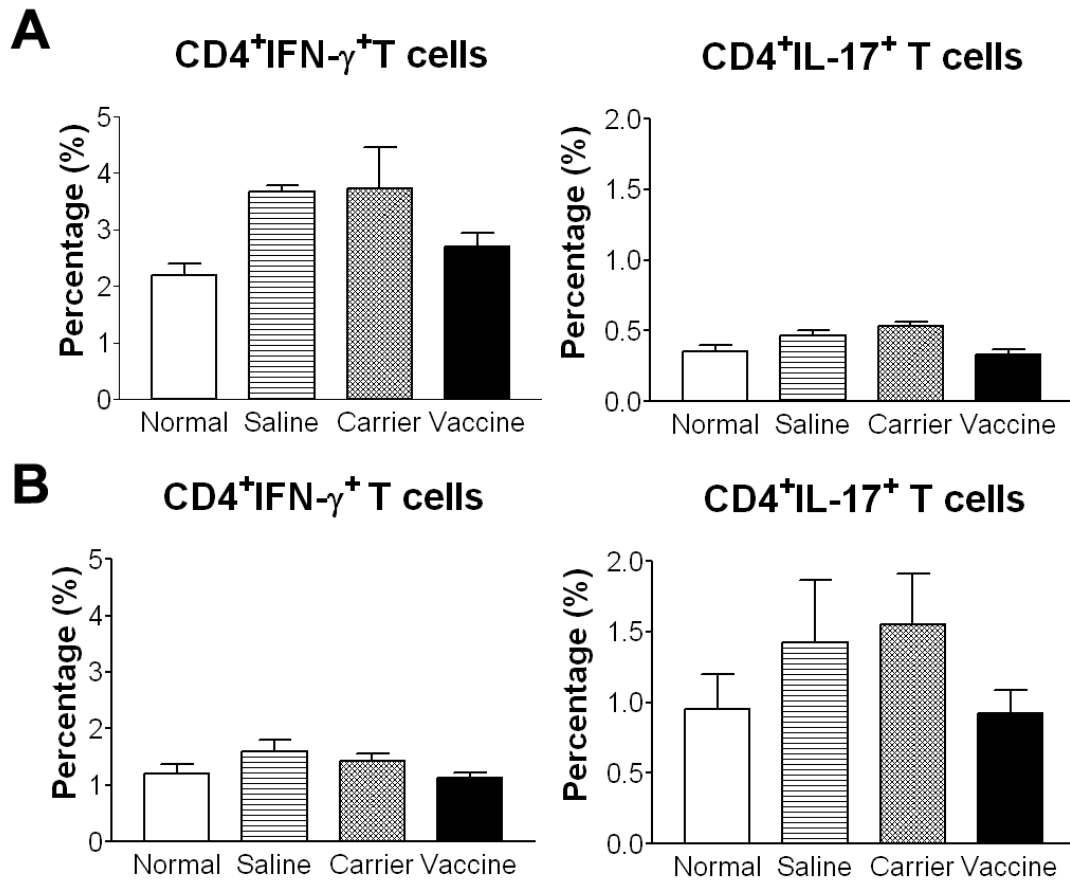 A
CD4⁺IFN-γ⁺T cells
CD4⁺IL-17⁺ T cells
Percentage (%)
5
4
3
2
1
0
Normal Saline Carrier Vaccine
Percentage (%)
2.0
1.5
1.0
0.5
0.0
Normal Saline Carrier Vaccine
B
CD4⁺IFN-γ⁺ T cells
CD4⁺IL-17⁺ T cells
Percentage (%)
5
4
3
2
1
0
Normal Saline Carrier Vaccine
Percentage (%)
2.0
1.5
1.0
0.5
0.0
Normal Saline Carrier Vaccine